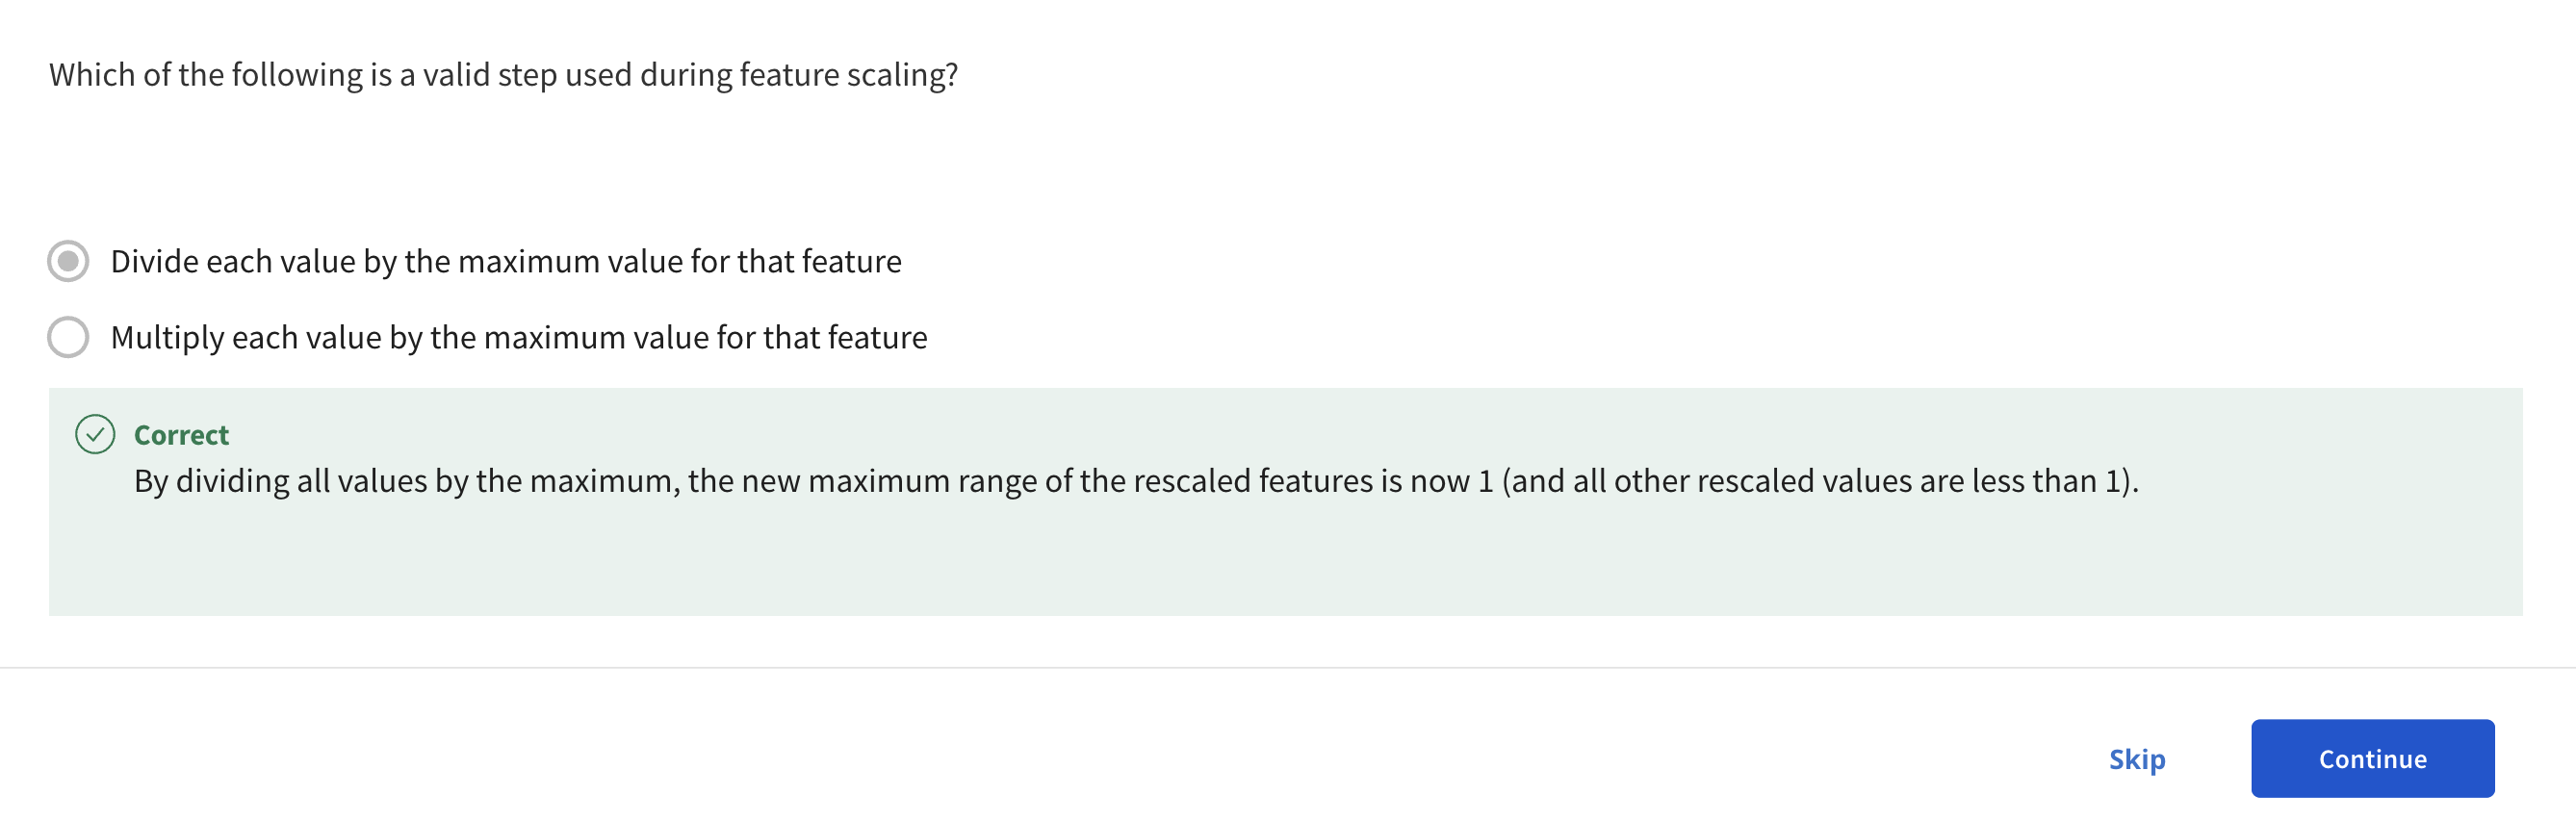 Which of the following is a valid step used during feature scaling?
Divide each value by the maximum value for that feature
Multiply each value by the maximum value for that feature
Correct
By dividing all values by the maximum, the new maximum range of the rescaled features is now 1 (and all other rescaled values are less than 1).
Skip
Continue